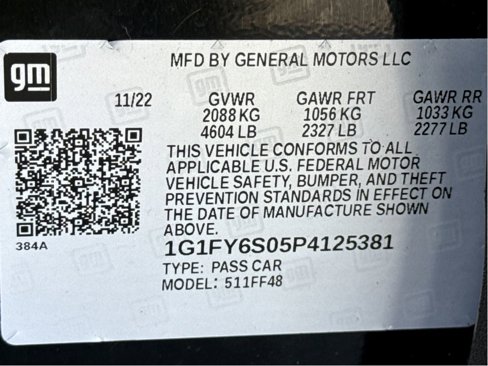 gm
MFD BY GENERAL MOTORS LLC
11/22 GVWR GAWR FRT GAWR RR
2088 KG 1056 KG 1033 KG
4604 LB 2327 LB 2277 LB
THIS VEHICLE CONFORMS TO ALL
APPLICABLE U.S. FEDERAL MOTOR
VEHICLE SAFETY, BUMPER, AND THEFT
PREVENTION STANDARDS IN EFFECT ON
THE DATE OF MANUFACTURE SHOWN
ABOVE.
384A
1G1FY6S05P4125381
TYPE: PASS CAR
MODEL: 511FF48